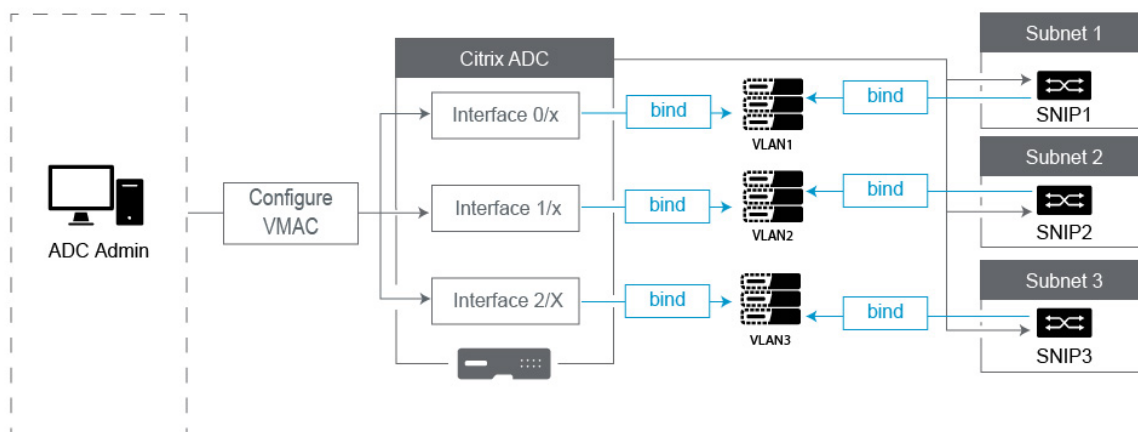 Citrix ADC
Subnet 1
Interface 0/x
bind
bind
VLAN1
SNIP1
Subnet 2
Configure
VMAC
Interface 1/x
bind
bind
VLAN2
SNIP2
ADC Admin
Subnet 3
Interface 2/X
bind
bind
VLAN3
SNIP3